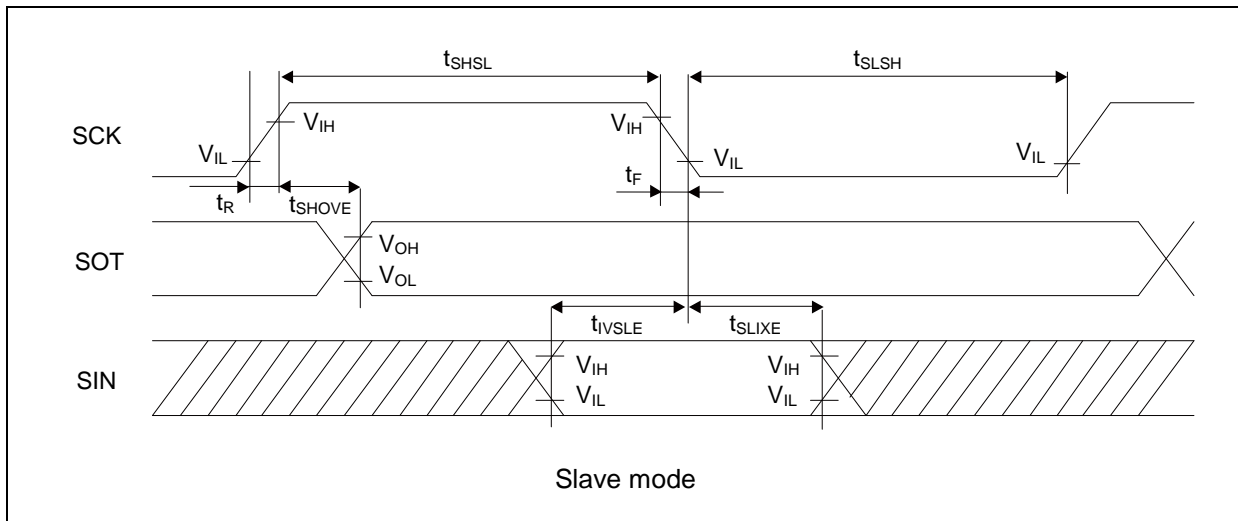 tSHSL
tSLSH
SCK
VIH
VIH
VIL
VIL
VIL
tR
tSHOVE
tF
SOT
VOH
VOL
tIVSLE
tSLIXE
SIN
VIH
VIH
VIL
VIL
Slave mode